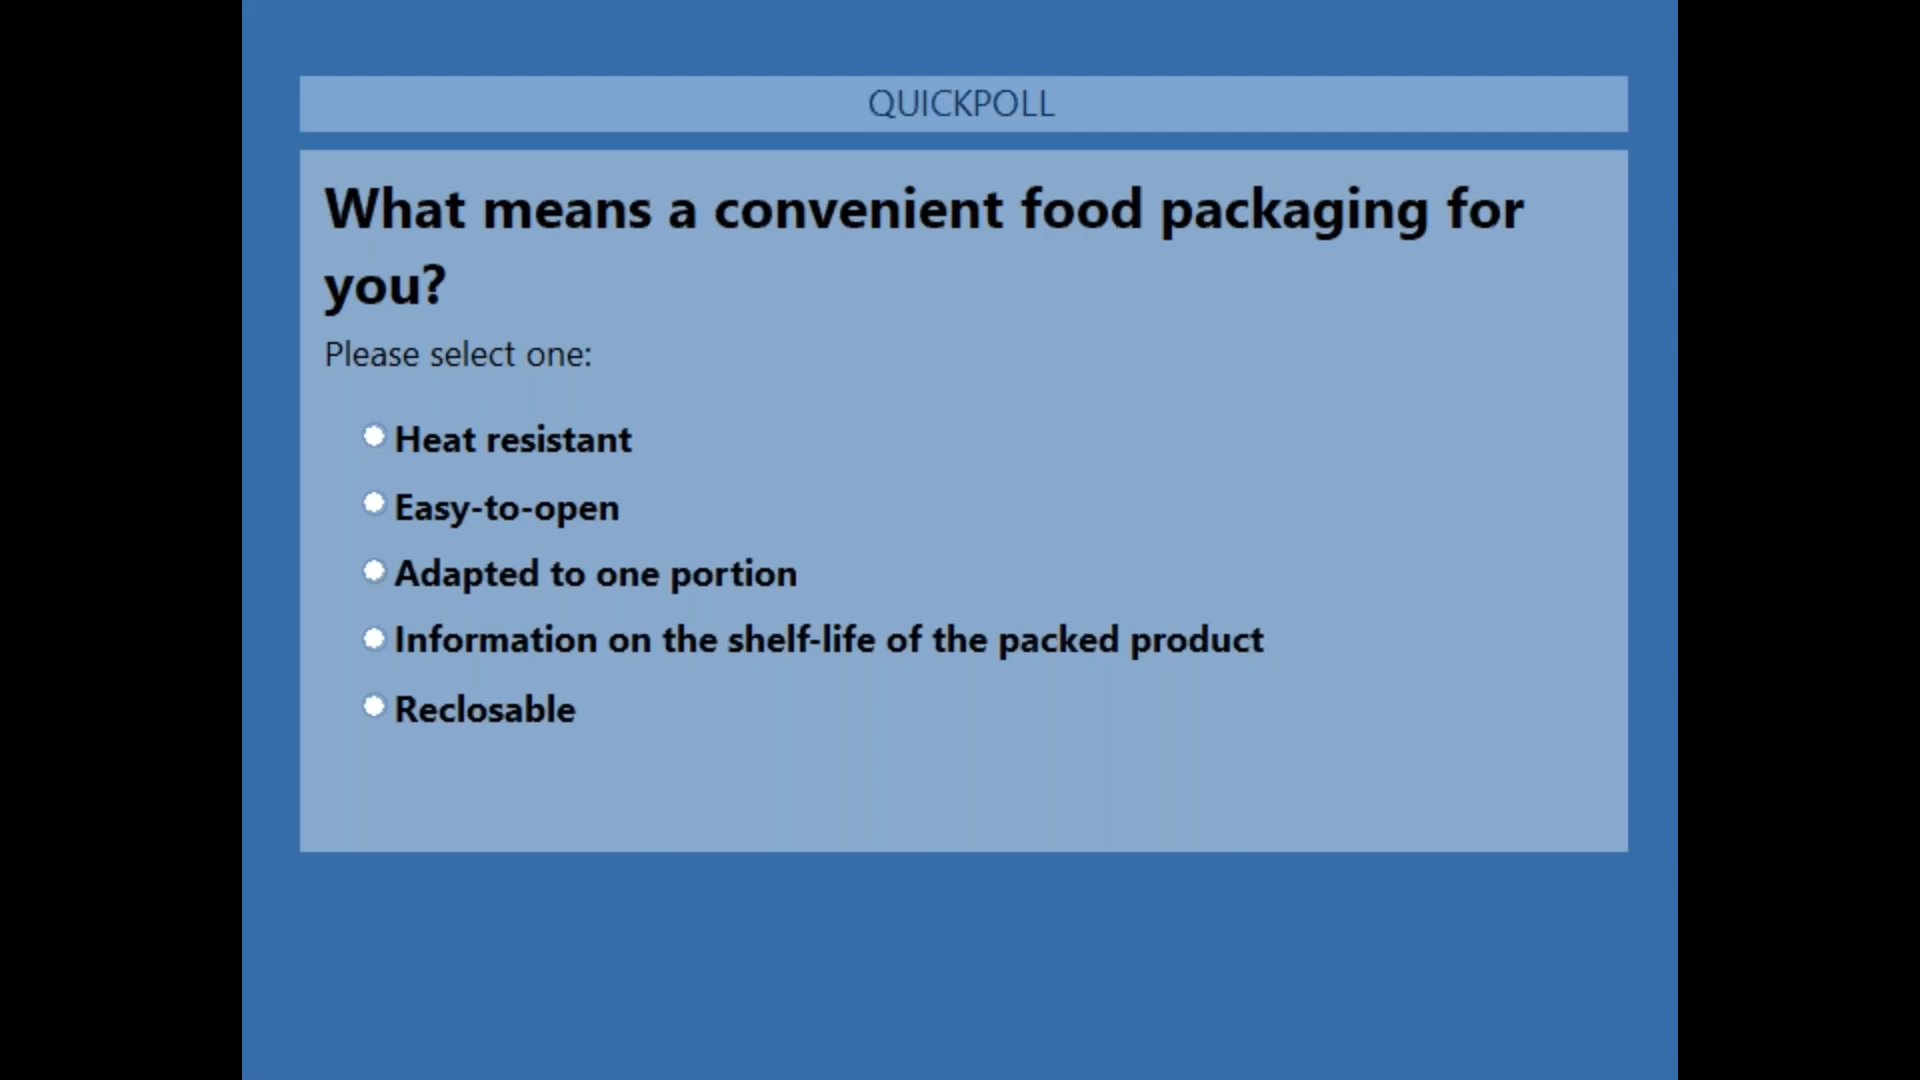 QUICKPOLL
What means a convenient food packaging for
you?
Please select one:
Heat resistant
Easy-to-open
Adapted to one portion
Information on the shelf-life of the packed product
Reclosable